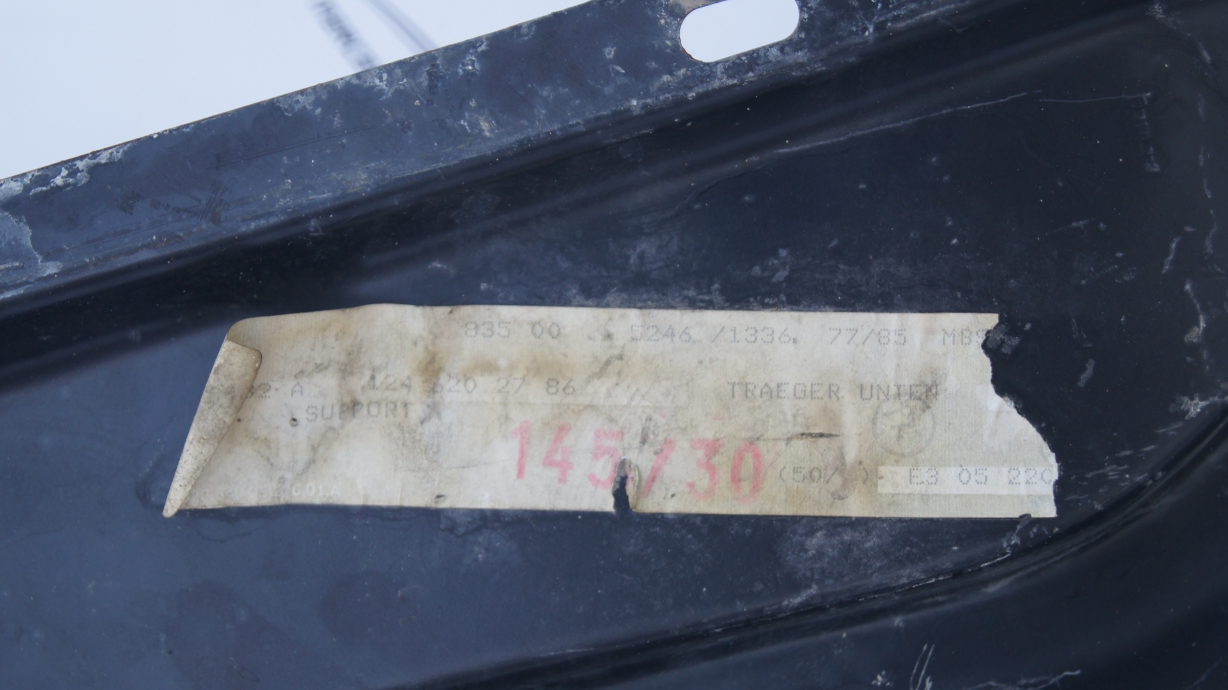 835 00 5246 /1336. 77/85 MBS
A 124 620 27 86 TRAEGER UNTEN
SUPPORT
145/30
(50/
E3 05 220